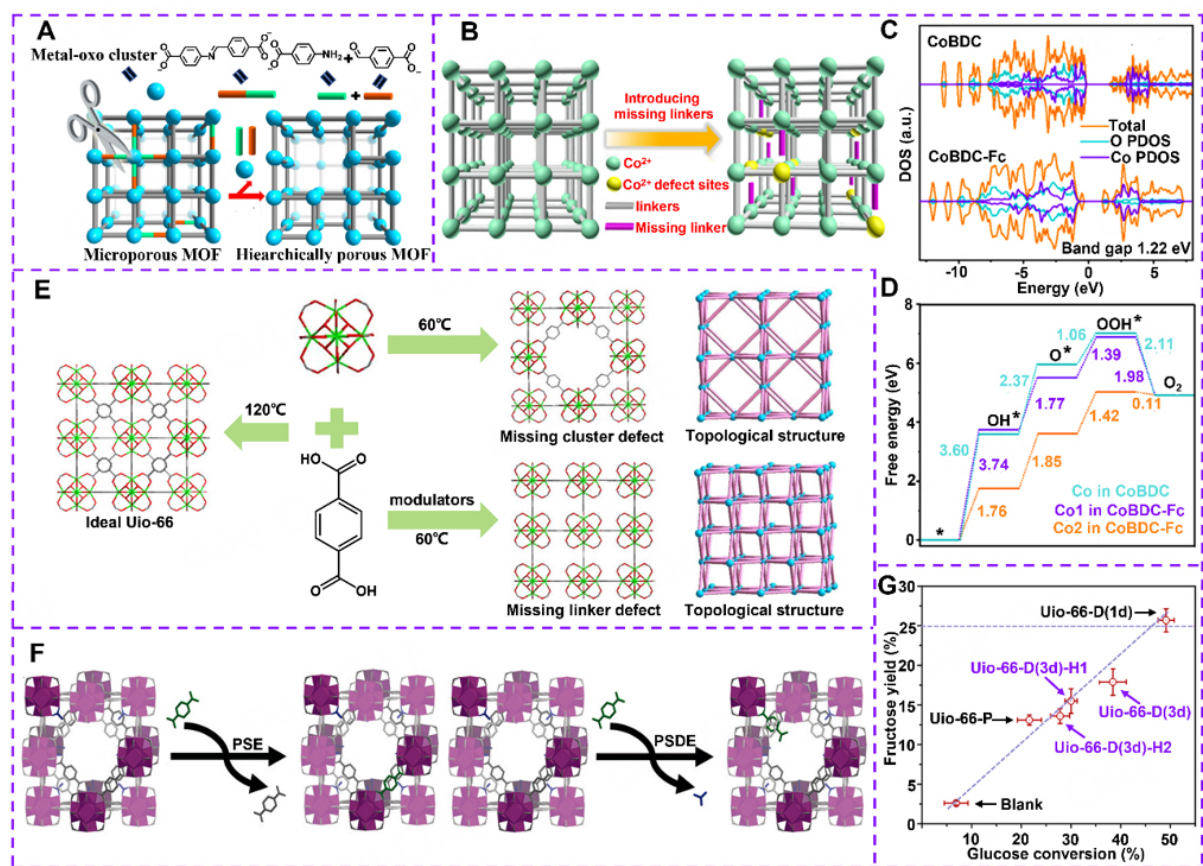 A
Metal-oxo cluster
⁻O
O
N
O
O⁻
⁻O
O
NH₂
+
O
O
O⁻
+
Microporous MOF
Hiearchically porous MOF
B
Introducing
missing linkers
Co²⁺
Co²⁺ defect sites
linkers
Missing linker
C
CoBDC
Total
O PDOS
Co PDOS
CoBDC-Fc
Band gap 1.22 eV
DOS (a.u.)
-10
-5
0
5
Energy (eV)
D
8
6
4
2
0
Free energy (eV)
*
OH*
O*
OOH*
O₂
3.60
2.37
1.06
2.11
3.74
1.77
1.39
1.98
1.76
1.85
1.42
0.11
Co in CoBDC
Co1 in CoBDC-Fc
Co2 in CoBDC-Fc
E
120℃
60℃
HO
O
O
OH
modulators
60℃
Ideal Uio-66
Missing cluster defect
Topological structure
Missing linker defect
Topological structure
F
PSE
PSDE
G
30
25
20
15
10
5
0
Fructose yield (%)
Uio-66-D(1d)
Uio-66-D(3d)-H1
Uio-66-P
Uio-66-D(3d)
Uio-66-D(3d)-H2
Blank
10
20
30
40
50
Glucose conversion (%)